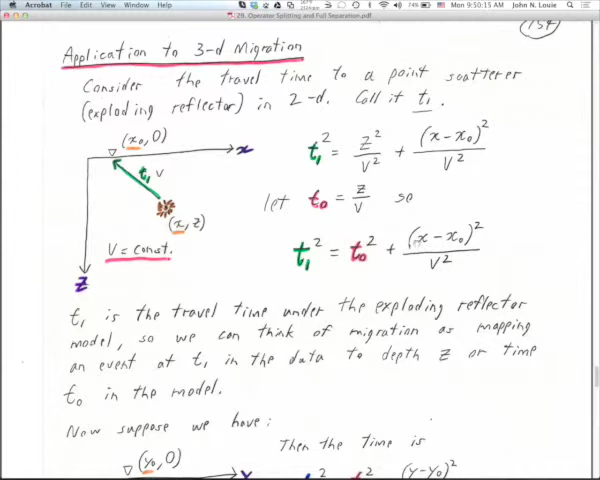 Acrobat File Edit View Window Help
74% Mon 9:50:15 AM John N. Louie
29. Operator Splitting and Full Separation.pdf
154
Application to 3-d Migration
Consider the travel time to a point scatterer
(exploding reflector) in 2-d. Call it t₁.
(x₀,0)
x
t₁ V
(x, z)
V = const.
z
t₁² = z²/V² + (x-x₀)²/V²
let t₀ = z/V so
t₁² = t₀² + (x-x₀)²/V²
t₁ is the travel time under the exploding reflector
model, so we can think of migration as mapping
an event at t₁ in the data to depth z or time
t₀ in the model.
Now suppose we have:
Then the time is
(y₀,0)
(y-y₀)²